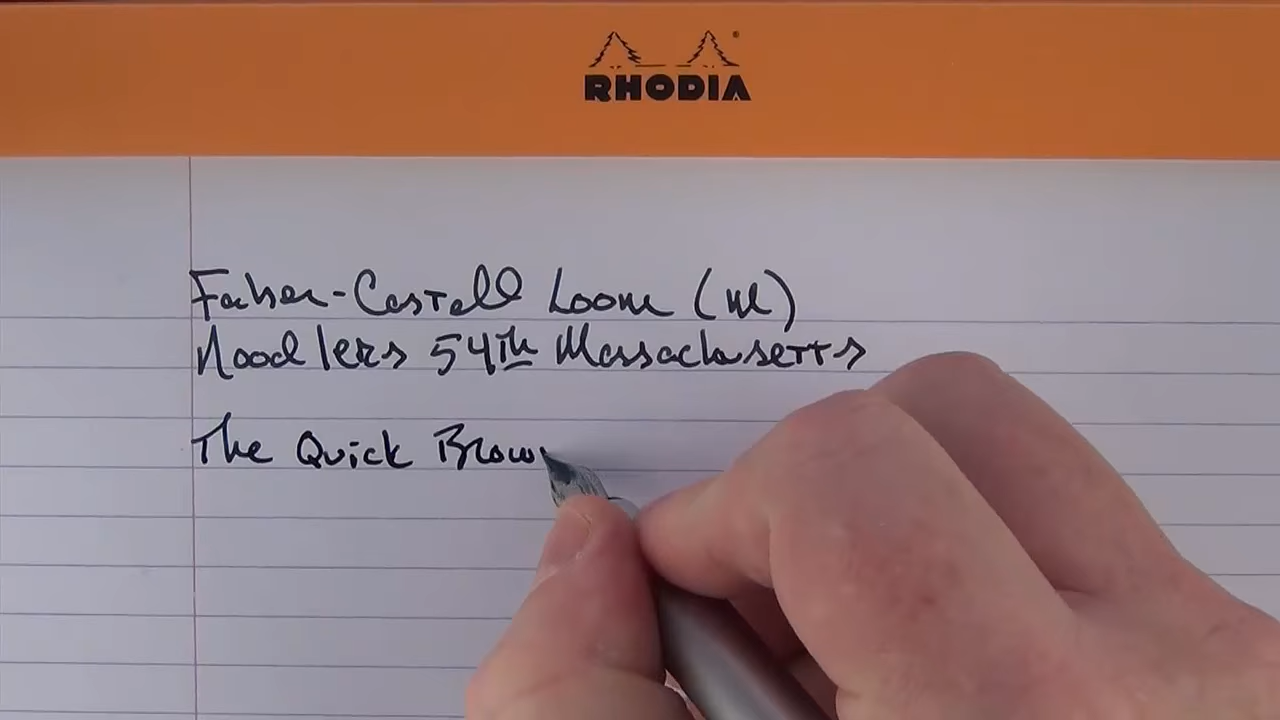 RHODIA
Faber-Castell Loom (M)
Noodlers 54th Massachusetts
The Quick Brow